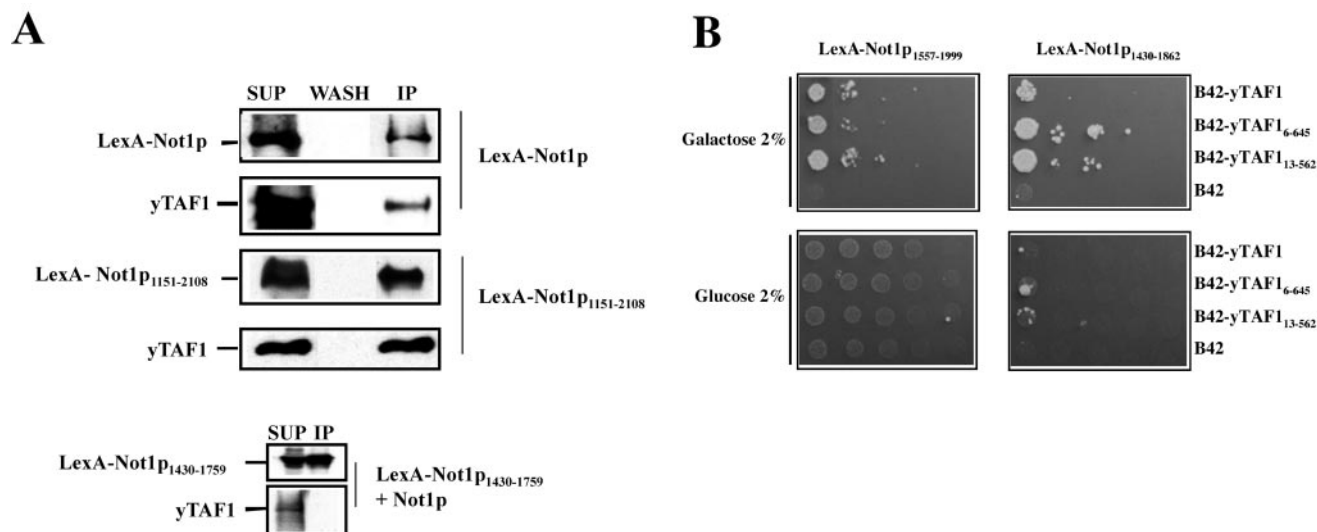 A
SUP WASH IP
LexA-Not1p
LexA-Not1p
yTAF1
LexA- Not1p1151-2108
LexA-Not1p1151-2108
yTAF1
SUP IP
LexA-Not1p1430-1759
LexA-Not1p1430-1759
+ Not1p
yTAF1
B
LexA-Not1p1557-1999
LexA-Not1p1430-1862
Galactose 2%
B42-yTAF1
B42-yTAF16-645
B42-yTAF113-562
B42
Glucose 2%
B42-yTAF1
B42-yTAF16-645
B42-yTAF113-562
B42